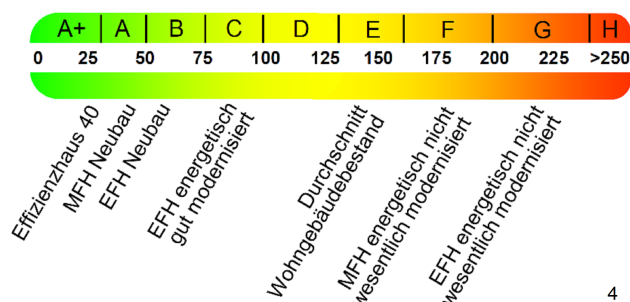 A+ A B C D E F G H
0 25 50 75 100 125 150 175 200 225 >250
Effizienzhaus 40
MFH Neubau
EFH Neubau
EFH energetisch
gut modernisiert
Durchschnitt
Wohngebäudebestand
MFH energetisch nicht
wesentlich modernisiert
EFH energetisch nicht
wesentlich modernisiert
4